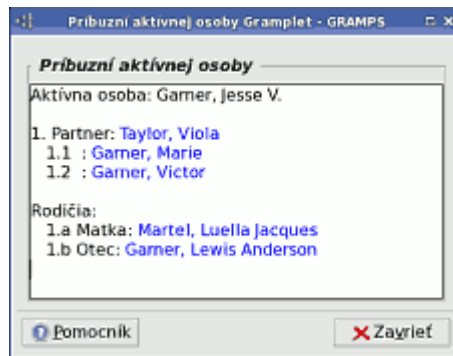 Príbuzní aktívnej osoby Gramplet - GRAMPS
Príbuzní aktívnej osoby
Aktívna osoba: Garner, Jesse V.
1. Partner: Taylor, Viola
1.1 : Garner, Marie
1.2 : Garner, Victor
Rodičia:
1.a Matka: Martel, Luella Jacques
1.b Otec: Garner, Lewis Anderson
Pomocník
Zavrieť